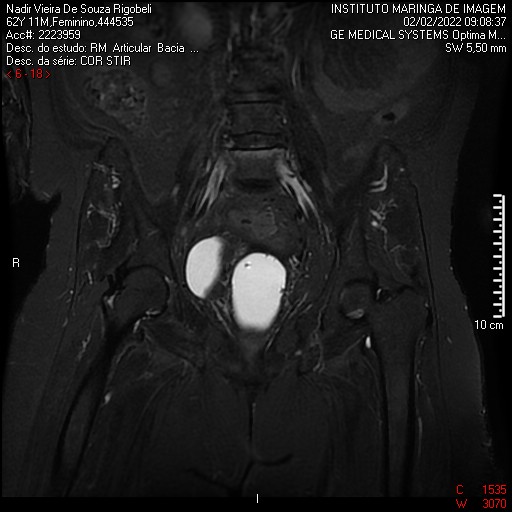 Nadir Vieira De Souza Rigobeli
62Y 11M,Feminino,444535
Acc#: 2223959
Desc. do estudo: RM Articular Bacia ...
Desc. da série: COR STIR
< 6 - 18 >
INSTITUTO MARINGA DE IMAGEM
02/02/2022 09:08:37
GE MEDICAL SYSTEMS Optima M...
SW 5,50 mm
R
10 cm
I
C 1535
W 3070